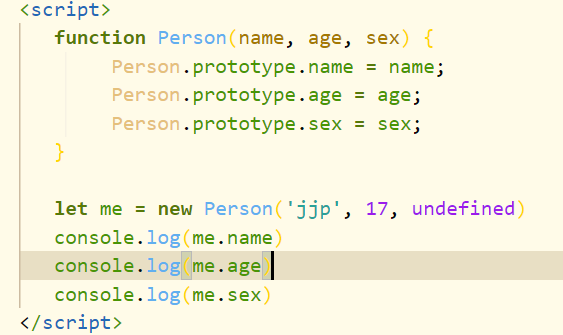 <script>
function Person(name, age, sex) {
Person.prototype.name = name;
Person.prototype.age = age;
Person.prototype.sex = sex;
}
let me = new Person('jjp', 17, undefined)
console.log(me.name)
console.log(me.age)
console.log(me.sex)
</script>